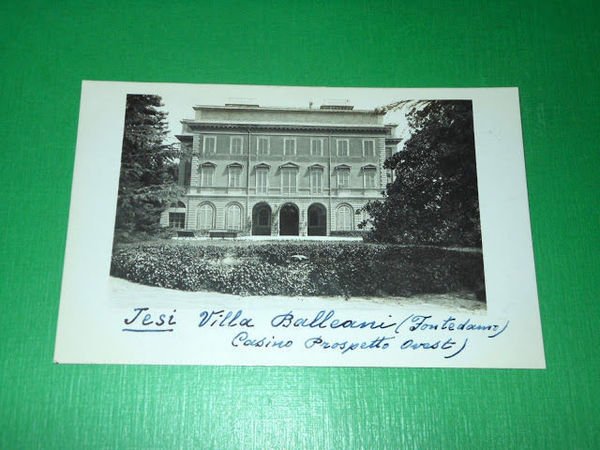 Jesi Villa Balleani (Fontedamo)
Casino Prospetto Ovest)